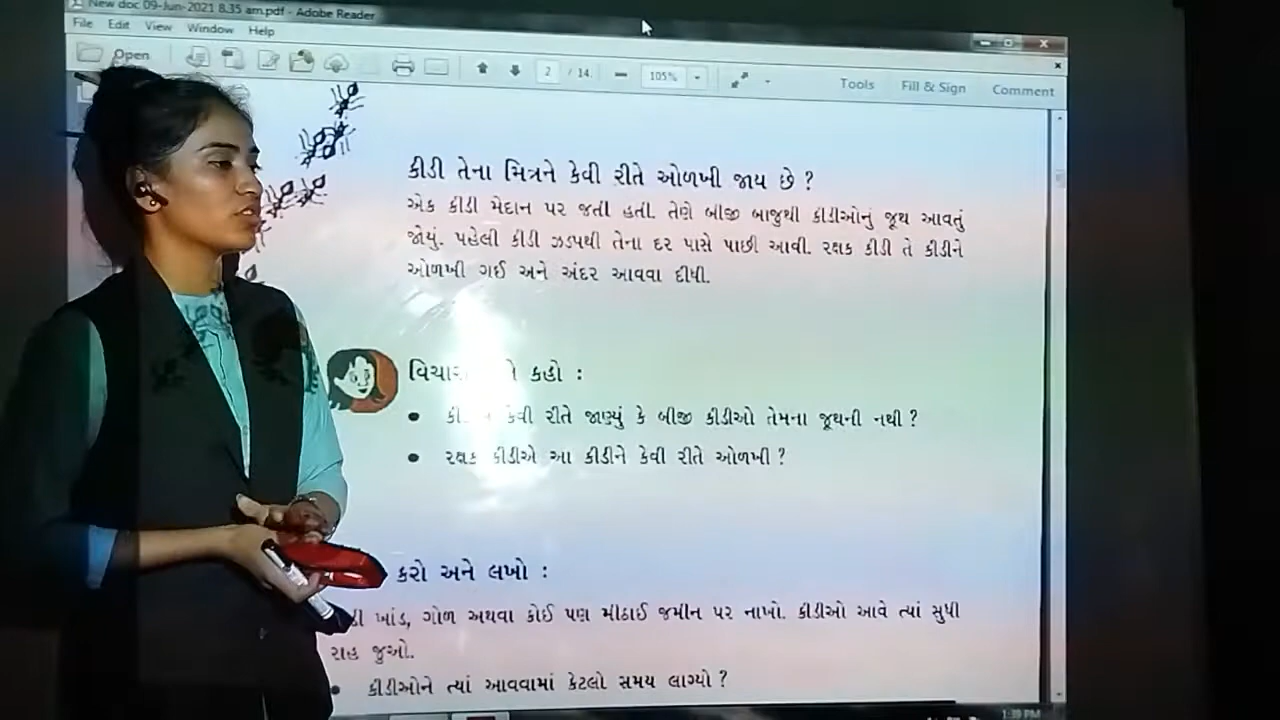 New doc 09-Jun-2021 8.35 am.pdf - Adobe Reader
File Edit View Window Help
Open 2 / 14 105% Tools Fill & Sign Comment
કીડી તેના મિત્રને કેવી રીતે ઓળખી જાય છે ?
એક કીડી મેદાન પર જતી હતી. તેણે બીજી બાજુથી કીડીઓનું જૂથ આવતું
જોયું. પહેલી કીડી ઝડપથી તેના દર પાસે પાછી આવી. રક્ષક કીડી તે કીડીને
ઓળખી ગઈ અને અંદર આવવા દીધી.
કહો :
કેવી રીતે જાણ્યું કે બીજી કીડીઓ તેમના જૂથની નથી ?
• રક્ષક કીડીએ આ કીડીને કેવી રીતે ઓળખી ?
કરો અને લખો :
ખાંડ, ગોળ અથવા કોઈ પણ મીઠાઈ જમીન પર નાખો. કીડીઓ આવે ત્યાં સુધી
રાહ જુઓ.
• કીડીઓને ત્યાં આવવામાં કેટલો સમય લાગ્યો ?
1:39 PM